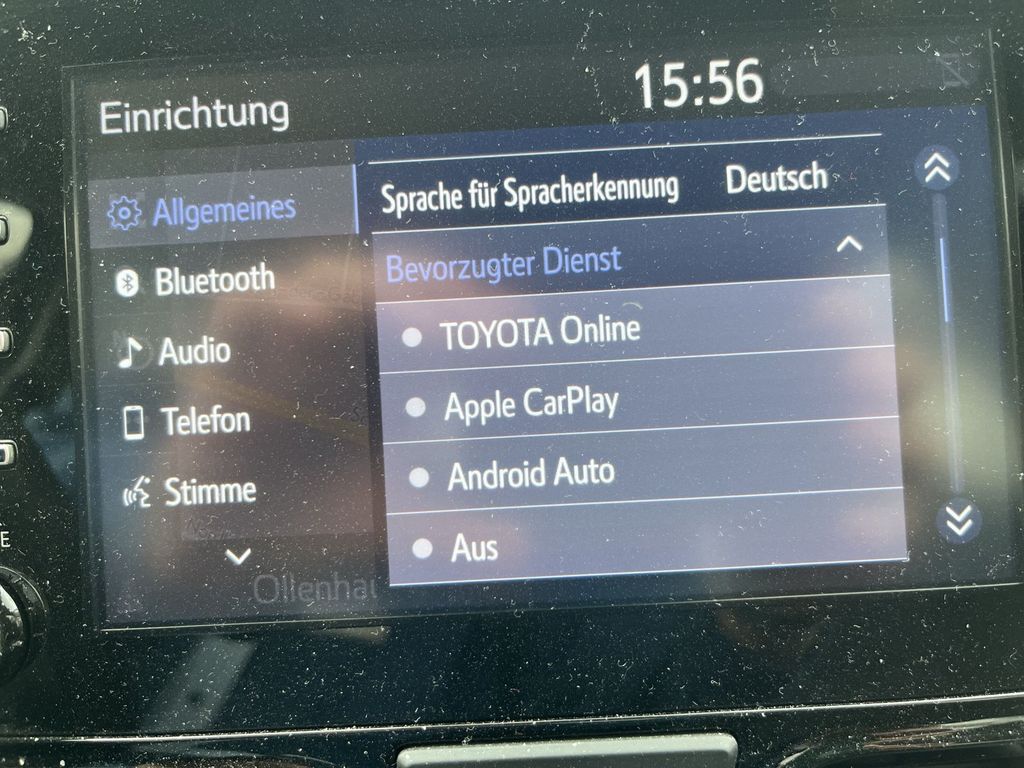 Einrichtung
15:56
Allgemeines
Bluetooth
Audio
Telefon
Stimme
Sprache für Spracherkennung Deutsch
Bevorzugter Dienst
TOYOTA Online
Apple CarPlay
Android Auto
Aus
E